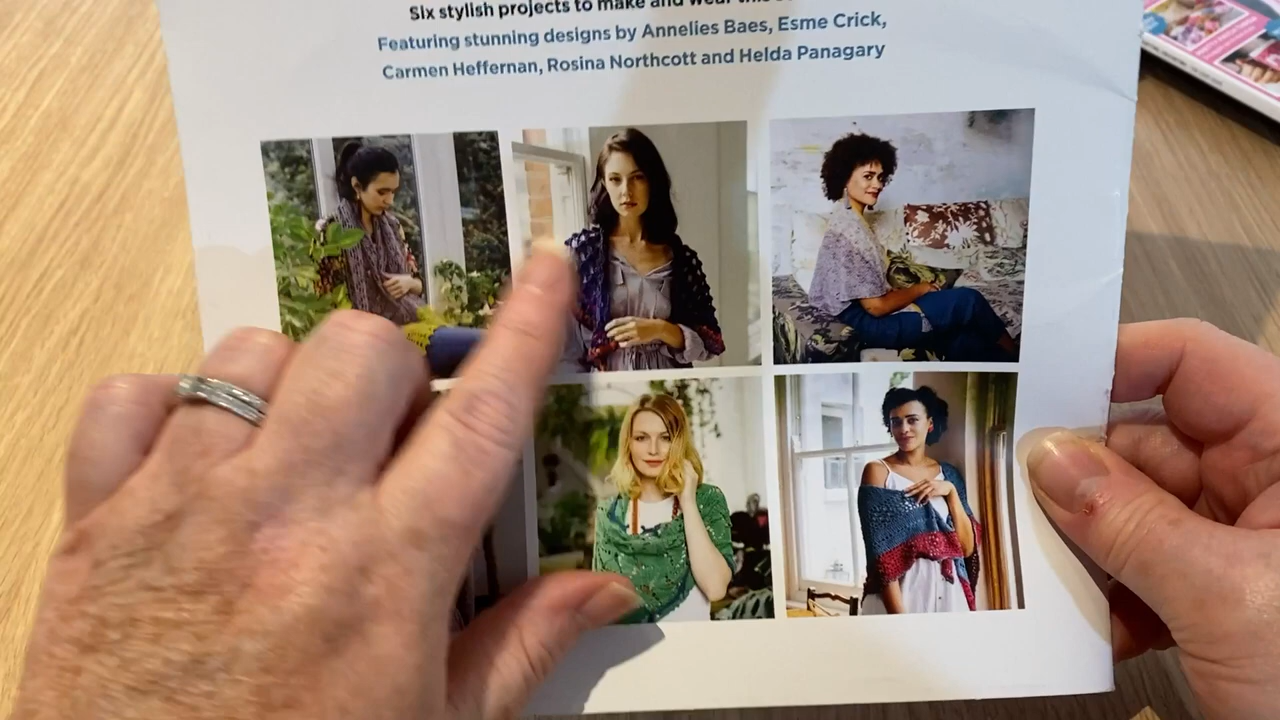 Six stylish projects to make and wear this
Featuring stunning designs by Annelies Baes, Esme Crick,
Carmen Heffernan, Rosina Northcott and Helda Panagary